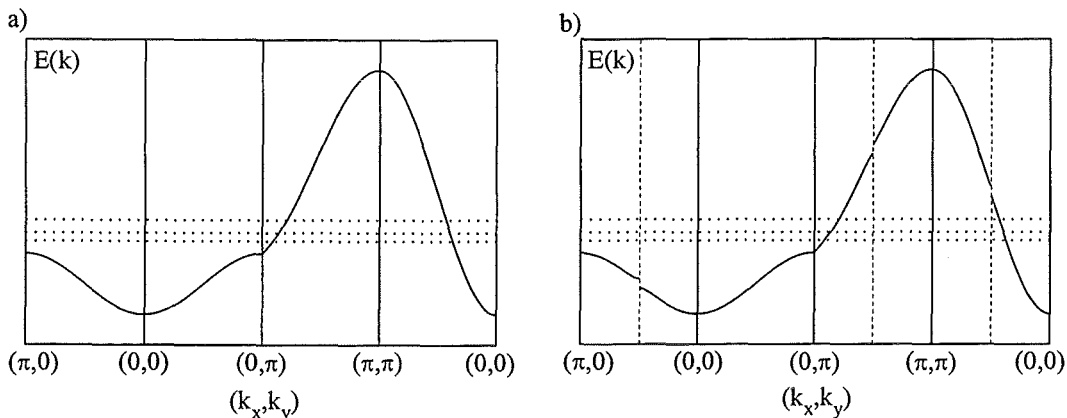 a)
E(k)
(π,0) (0,0) (0,π) (π,π) (0,0)
(k_x,k_y)
b)
E(k)
(π,0) (0,0) (0,π) (π,π) (0,0)
(k_x,k_y)